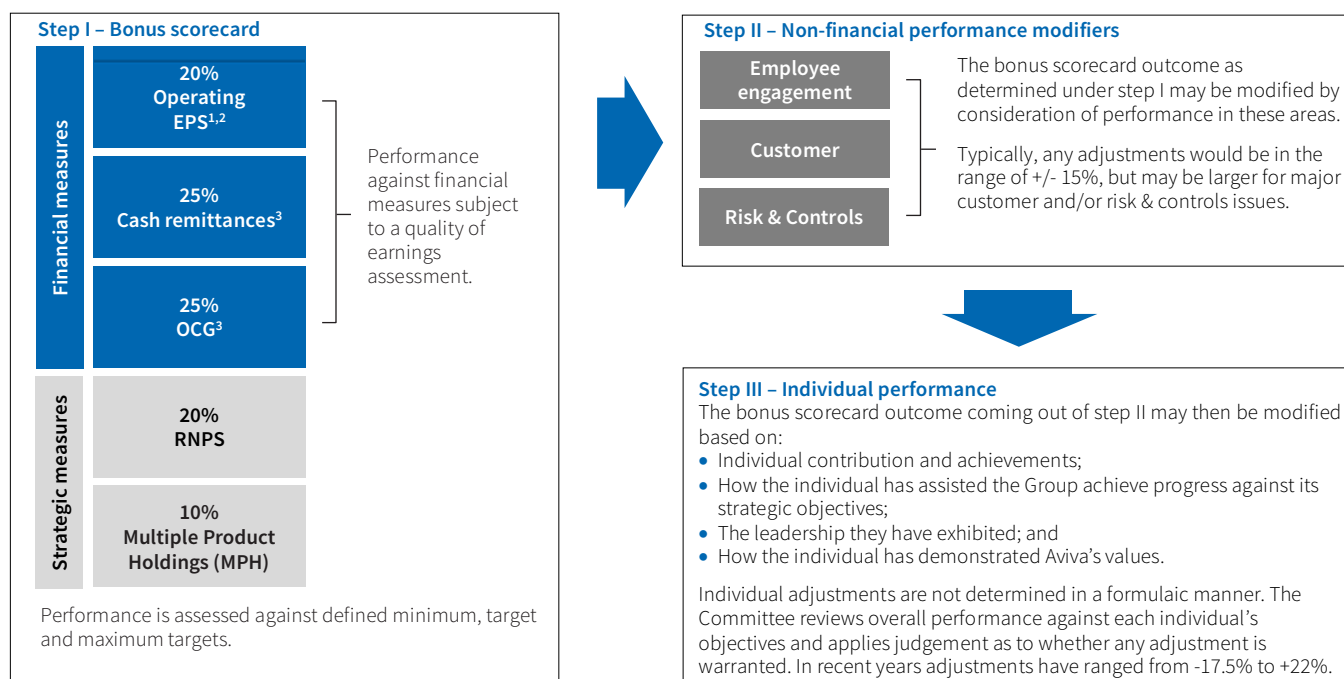 Step I – Bonus scorecard
Financial measures
20%
Operating
EPS1,2
25%
Cash remittances3
25%
OCG3
Performance
against financial
measures subject
to a quality of
earnings
assessment.
Strategic measures
20%
RNPS
10%
Multiple Product
Holdings (MPH)
Performance is assessed against defined minimum, target
and maximum targets.
Step II – Non-financial performance modifiers
Employee
engagement
Customer
Risk & Controls
The bonus scorecard outcome as
determined under step I may be modified by
consideration of performance in these areas.
Typically, any adjustments would be in the
range of +/- 15%, but may be larger for major
customer and/or risk & controls issues.
Step III – Individual performance
The bonus scorecard outcome coming out of step II may then be modified
based on:
• Individual contribution and achievements;
• How the individual has assisted the Group achieve progress against its
strategic objectives;
• The leadership they have exhibited; and
• How the individual has demonstrated Aviva’s values.
Individual adjustments are not determined in a formulaic manner. The
Committee reviews overall performance against each individual’s
objectives and applies judgement as to whether any adjustment is
warranted. In recent years adjustments have ranged from -17.5% to +22%.